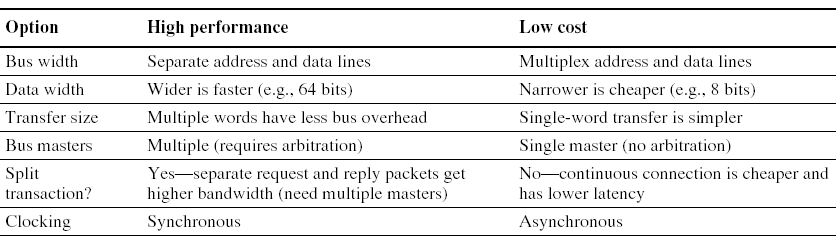 Option High performance Low cost
Bus width Separate address and data lines Multiplex address and data lines
Data width Wider is faster (e.g., 64 bits) Narrower is cheaper (e.g., 8 bits)
Transfer size Multiple words have less bus overhead Single-word transfer is simpler
Bus masters Multiple (requires arbitration) Single master (no arbitration)
Split Yes—separate request and reply packets get No—continuous connection is cheaper and
transaction? higher bandwidth (need multiple masters) has lower latency
Clocking Synchronous Asynchronous